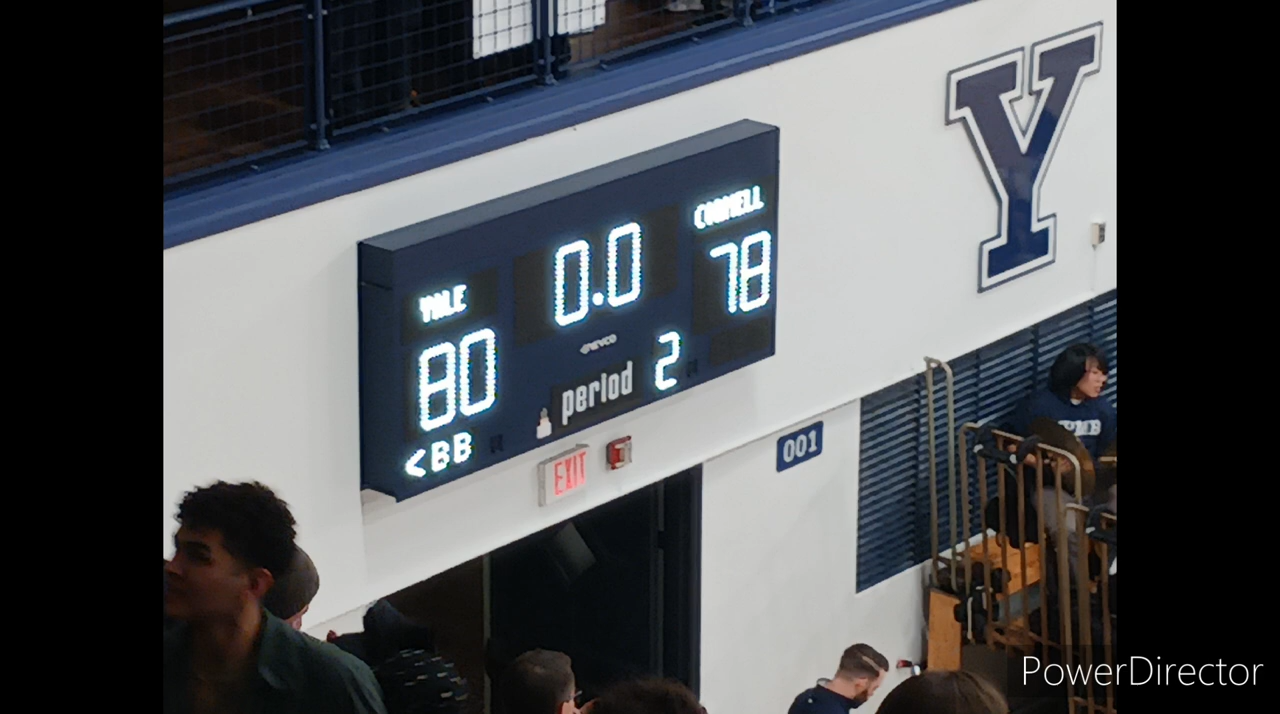 Y
CORNELL
0.0
78
YALE
80
period 2
<BB
EXIT
001
PowerDirector